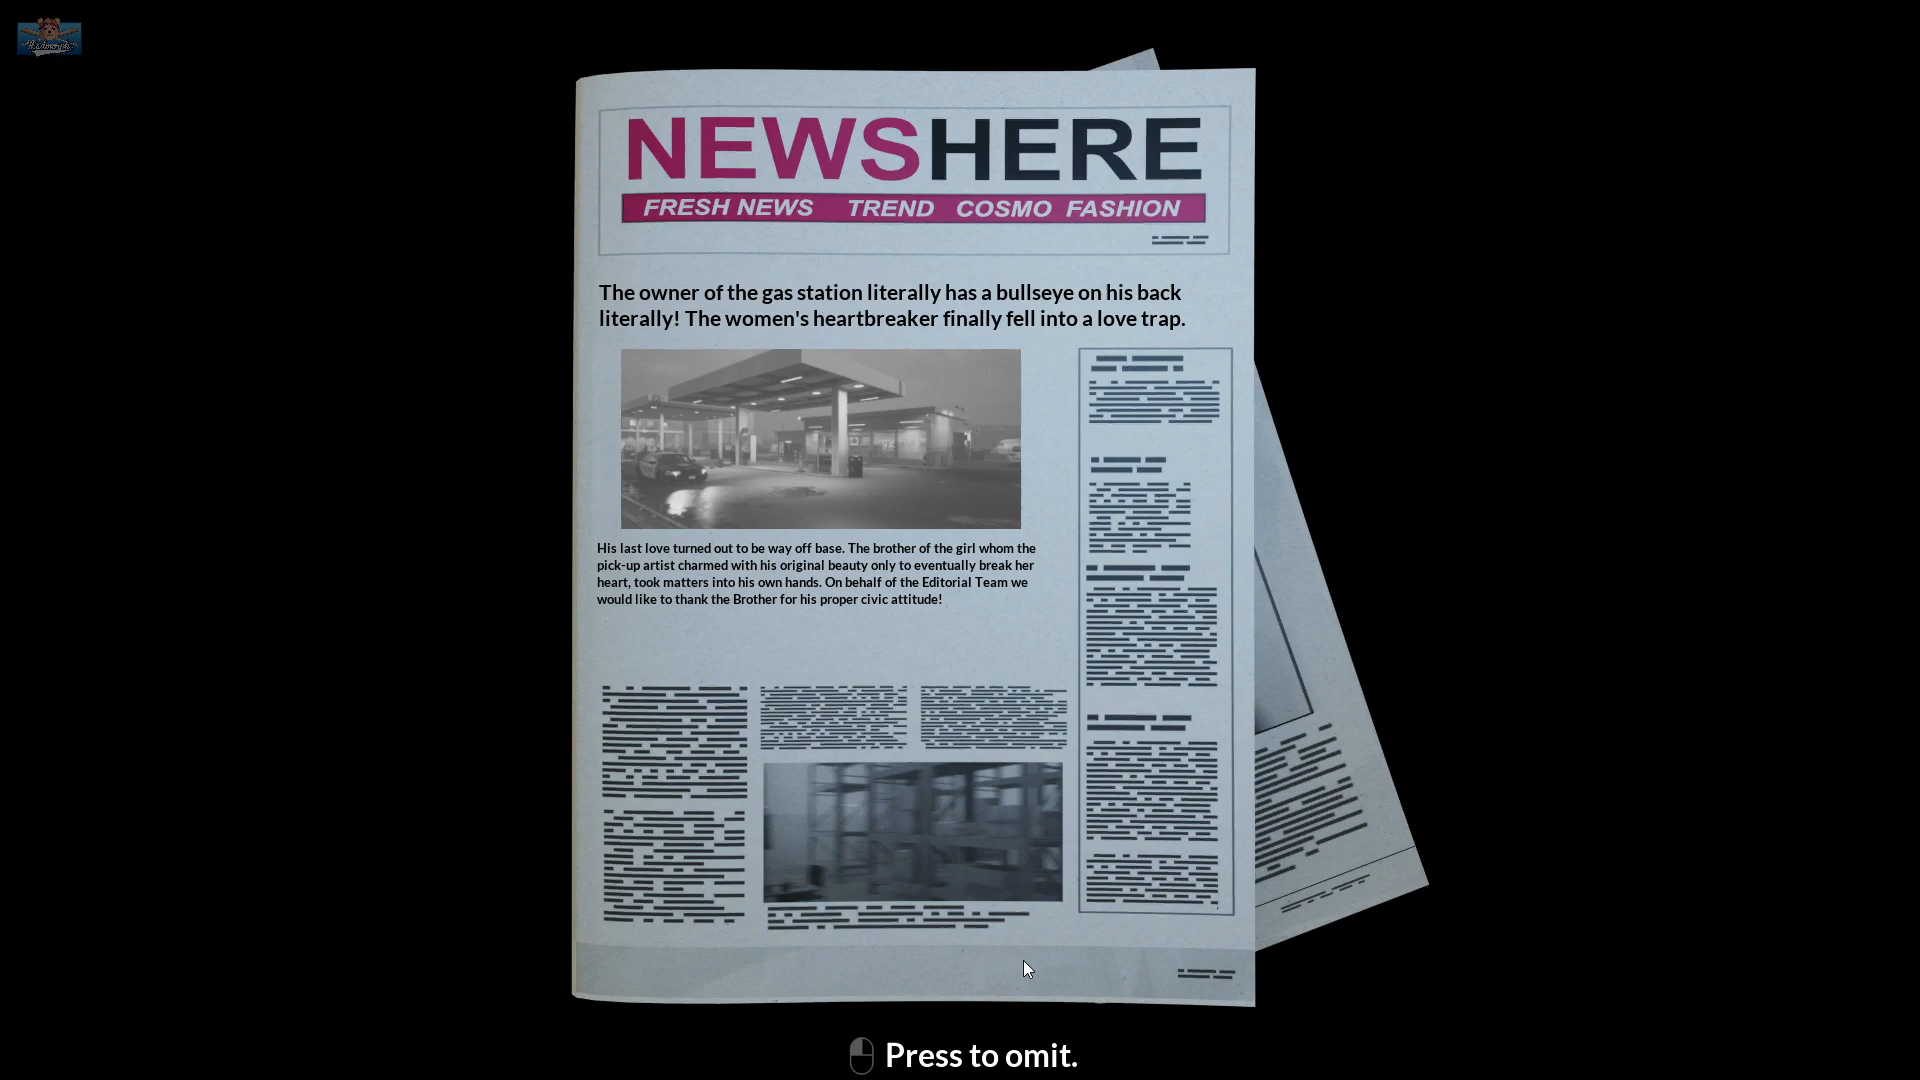 NEWSHERE
FRESH NEWS TREND COSMO FASHION
The owner of the gas station literally has a bullseye on his back
literally! The women's heartbreaker finally fell into a love trap.
His last love turned out to be way off base. The brother of the girl whom the
pick-up artist charmed with his original beauty only to eventually break her
heart, took matters into his own hands. On behalf of the Editorial Team we
would like to thank the Brother for his proper civic attitude!
Press to omit.